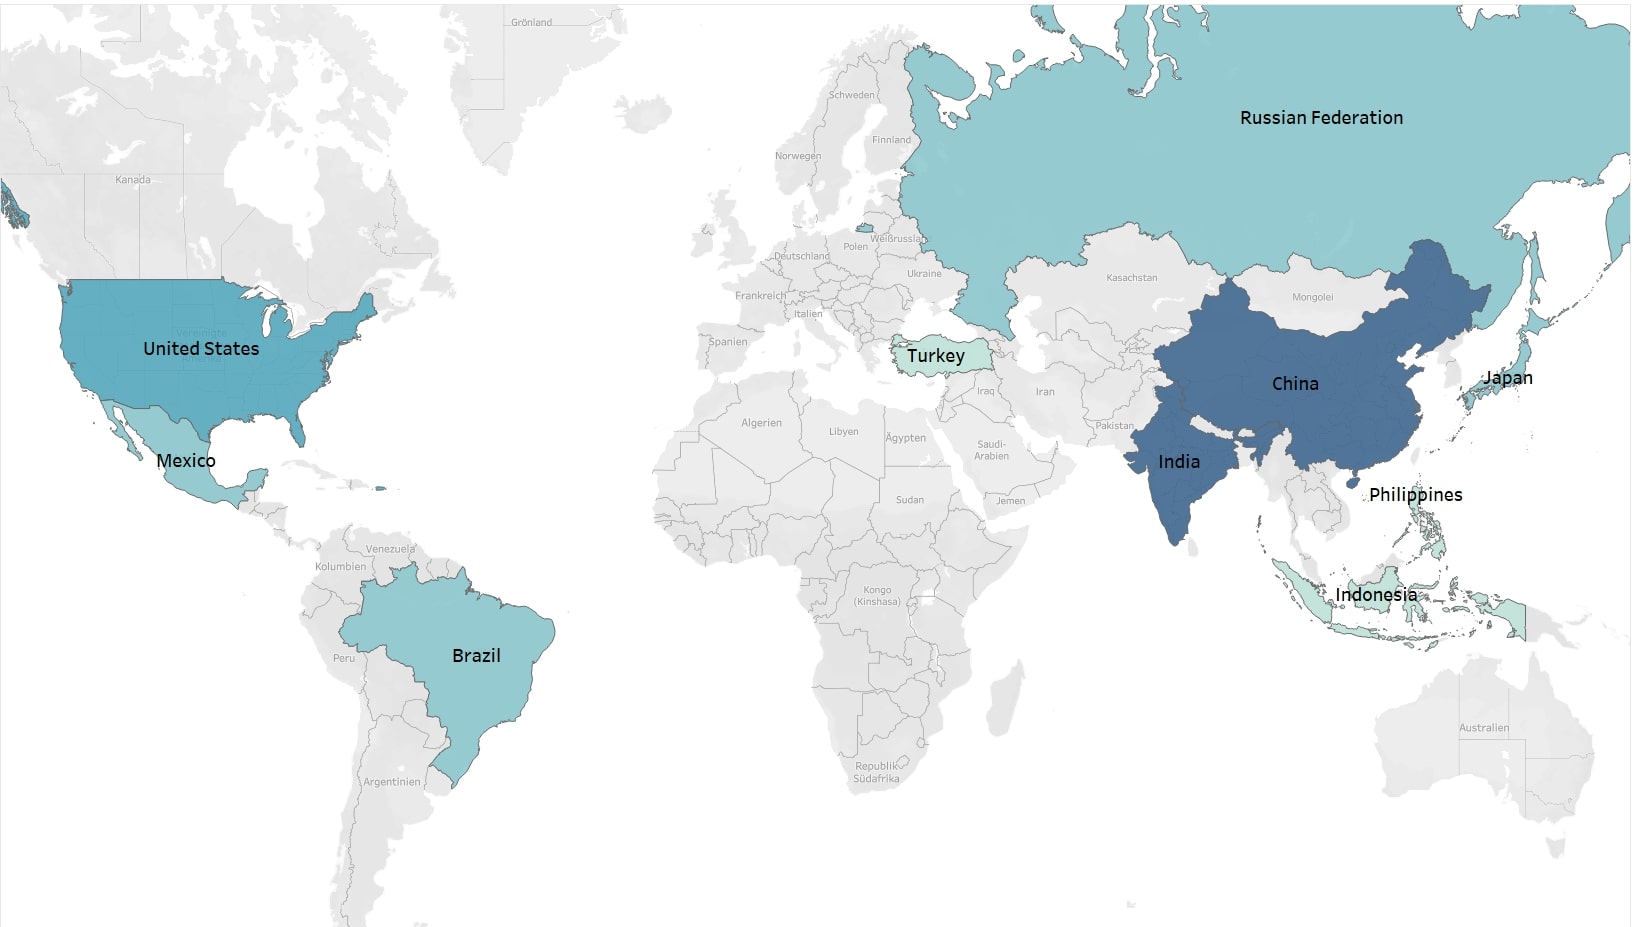 Grönland
Schweden
Finnland
Norwegen
Kanada
Russian Federation
Weißrussla
Polen
Deutschland
Ukraine
Kasachstan
Frankreich
Mongolei
Italien
Vereinigte
United States
Spanien
Turkey
China
Japan
Iraq
Iran
Algerien
Libyen
Ägypten
Pakistan
Saudi-
Arabien
Mexico
India
Philippines
Sudan
Jemen
Venezuela
Kolumbien
Kongo
(Kinshasa)
Indonesia
Brazil
Peru
Australien
Republik
Südafrika
Argentinien